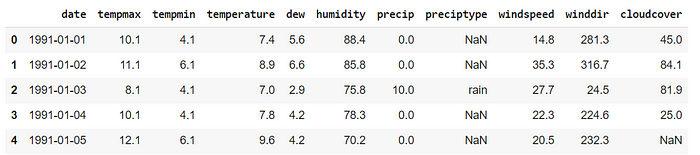 date tempmax tempmin temperature dew humidity precip preciptype windspeed winddir cloudcover
0 1991-01-01 10.1 4.1 7.4 5.6 88.4 0.0 NaN 14.8 281.3 45.0
1 1991-01-02 11.1 6.1 8.9 6.6 85.8 0.0 NaN 35.3 316.7 84.1
2 1991-01-03 8.1 4.1 7.0 2.9 75.8 10.0 rain 27.7 24.5 81.9
3 1991-01-04 10.1 4.1 7.8 4.2 78.3 0.0 NaN 22.3 224.6 25.0
4 1991-01-05 12.1 6.1 9.6 4.2 70.2 0.0 NaN 20.5 232.3 NaN